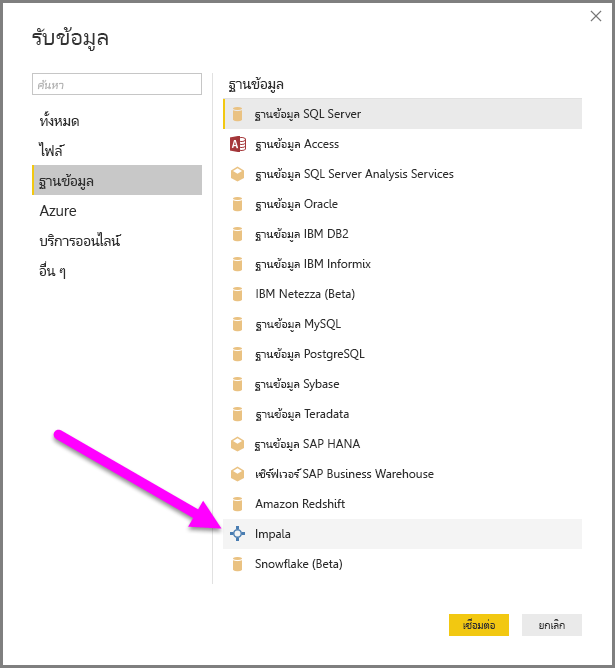 รับข้อมูล
ค้นหา
ทั้งหมด
ไฟล์
ฐานข้อมูล
Azure
บริการออนไลน์
อื่น ๆ
ฐานข้อมูล
ฐานข้อมูล SQL Server
ฐานข้อมูล Access
ฐานข้อมูล SQL Server Analysis Services
ฐานข้อมูล Oracle
ฐานข้อมูล IBM DB2
ฐานข้อมูล IBM Informix
IBM Netezza (Beta)
ฐานข้อมูล MySQL
ฐานข้อมูล PostgreSQL
ฐานข้อมูล Sybase
ฐานข้อมูล Teradata
ฐานข้อมูล SAP HANA
เซิร์ฟเวอร์ SAP Business Warehouse
Amazon Redshift
Impala
Snowflake (Beta)
เชื่อมต่อ
ยกเลิก